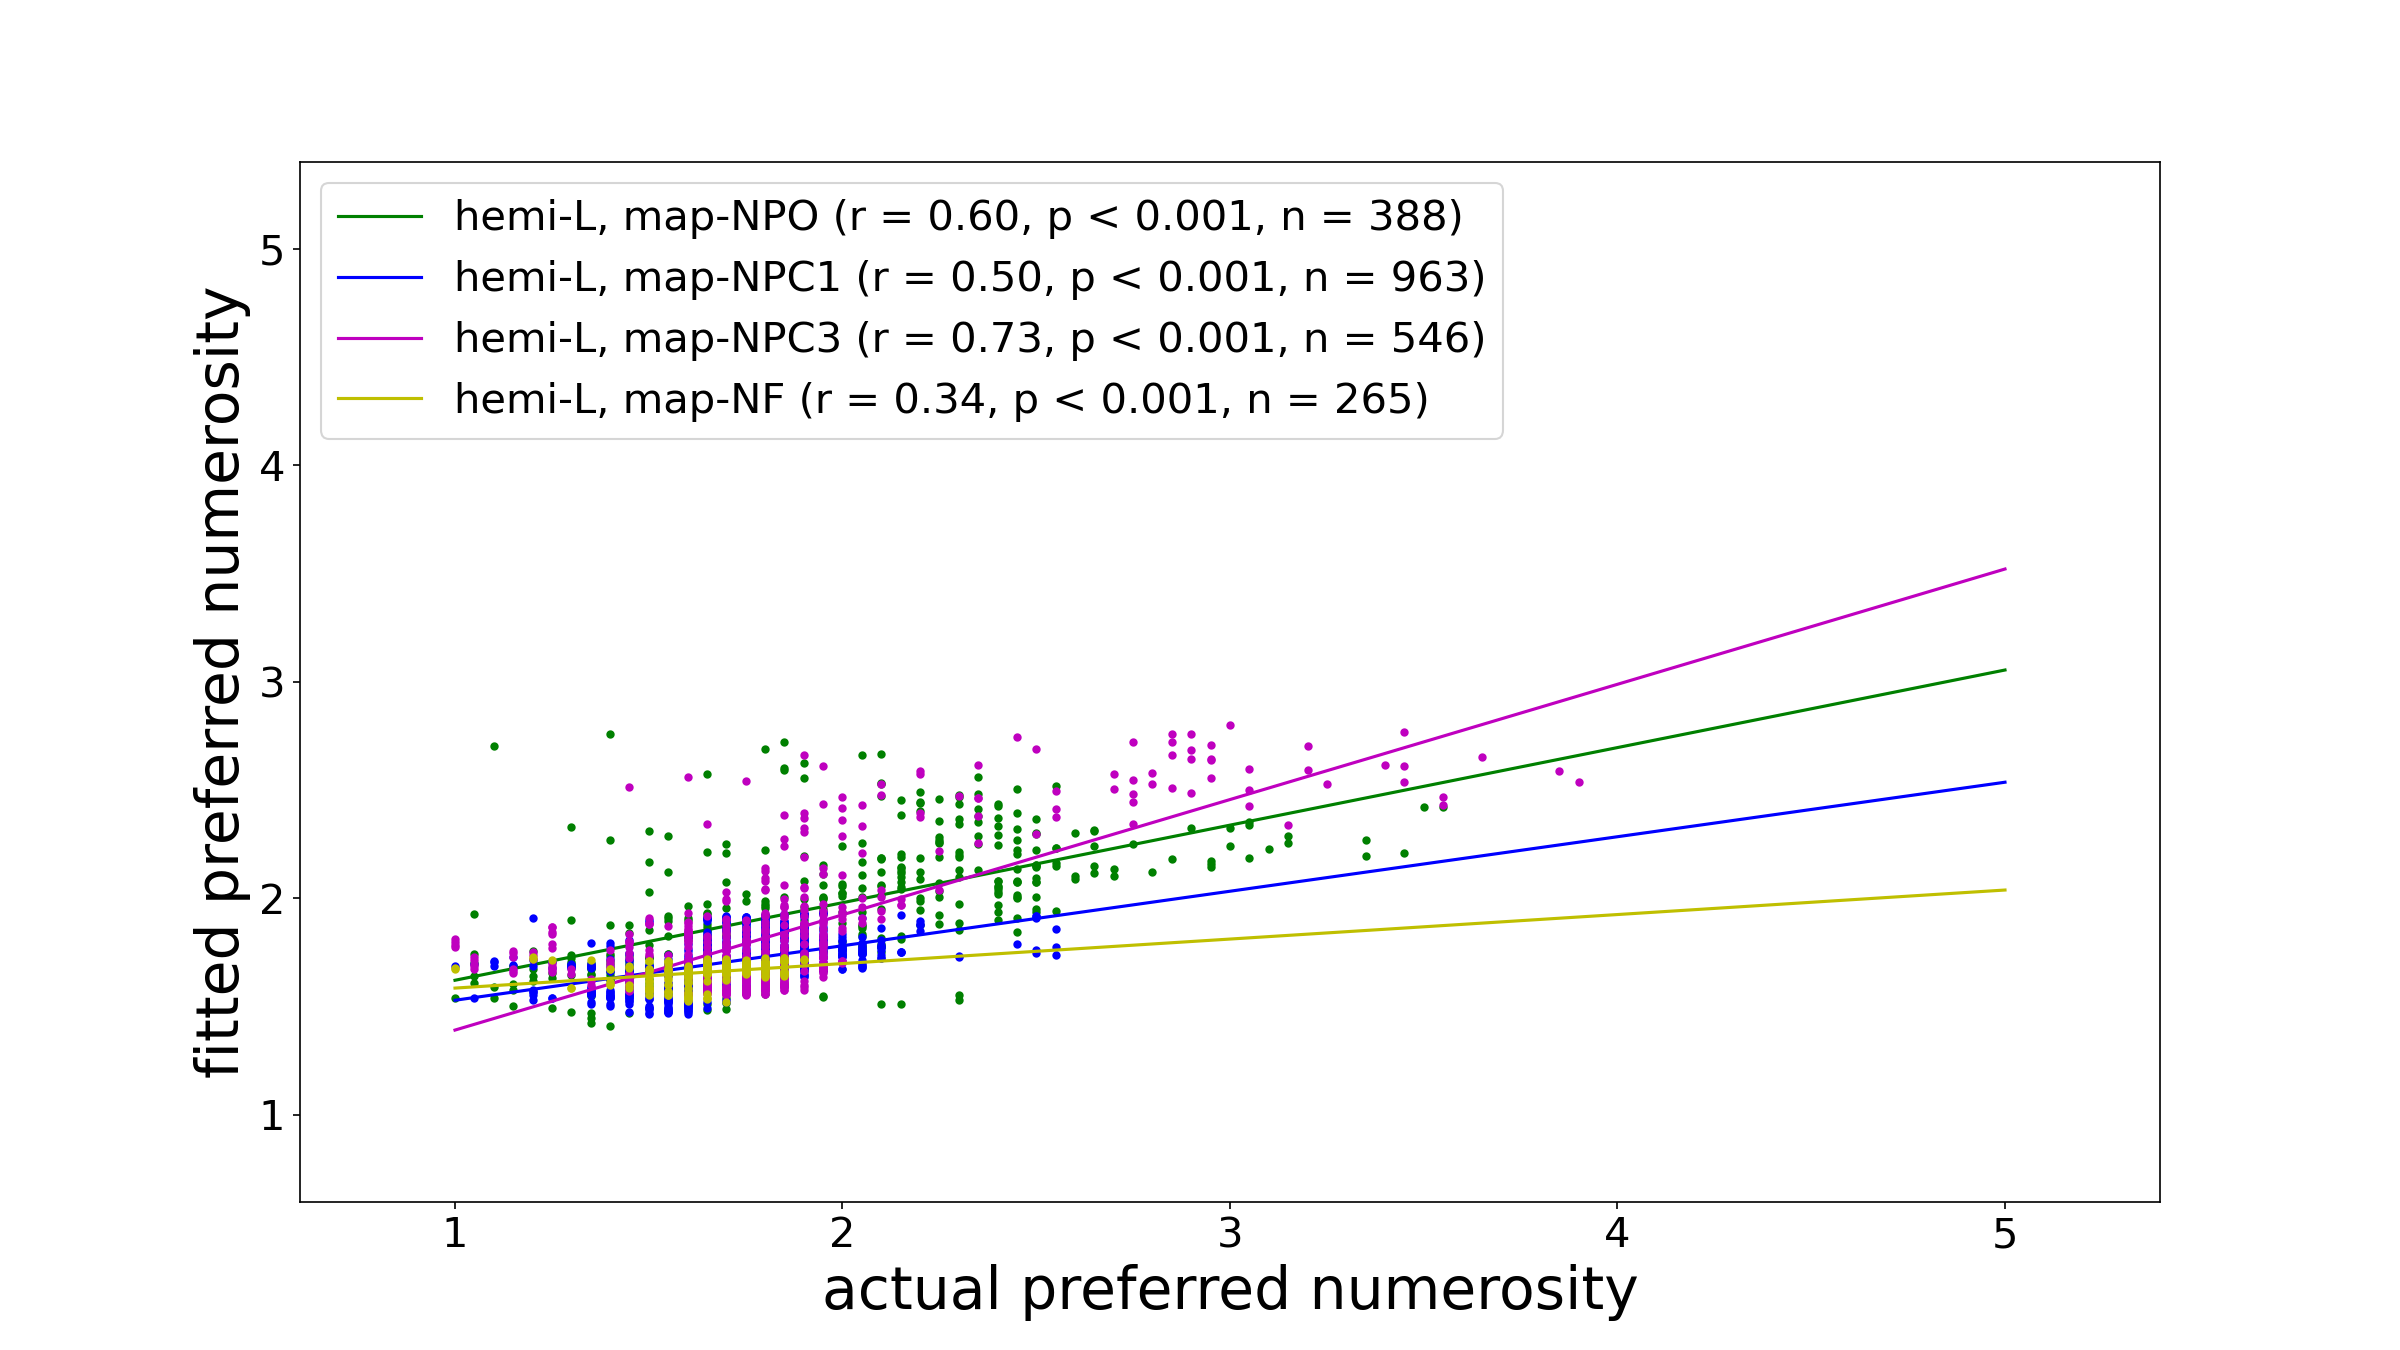 hemi-L, map-NPO (r = 0.60, p < 0.001, n = 388)
hemi-L, map-NPC1 (r = 0.50, p < 0.001, n = 963)
hemi-L, map-NPC3 (r = 0.73, p < 0.001, n = 546)
hemi-L, map-NF (r = 0.34, p < 0.001, n = 265)
fitted preferred numerosity
5
4
3
2
1
1 2 3 4 5
actual preferred numerosity